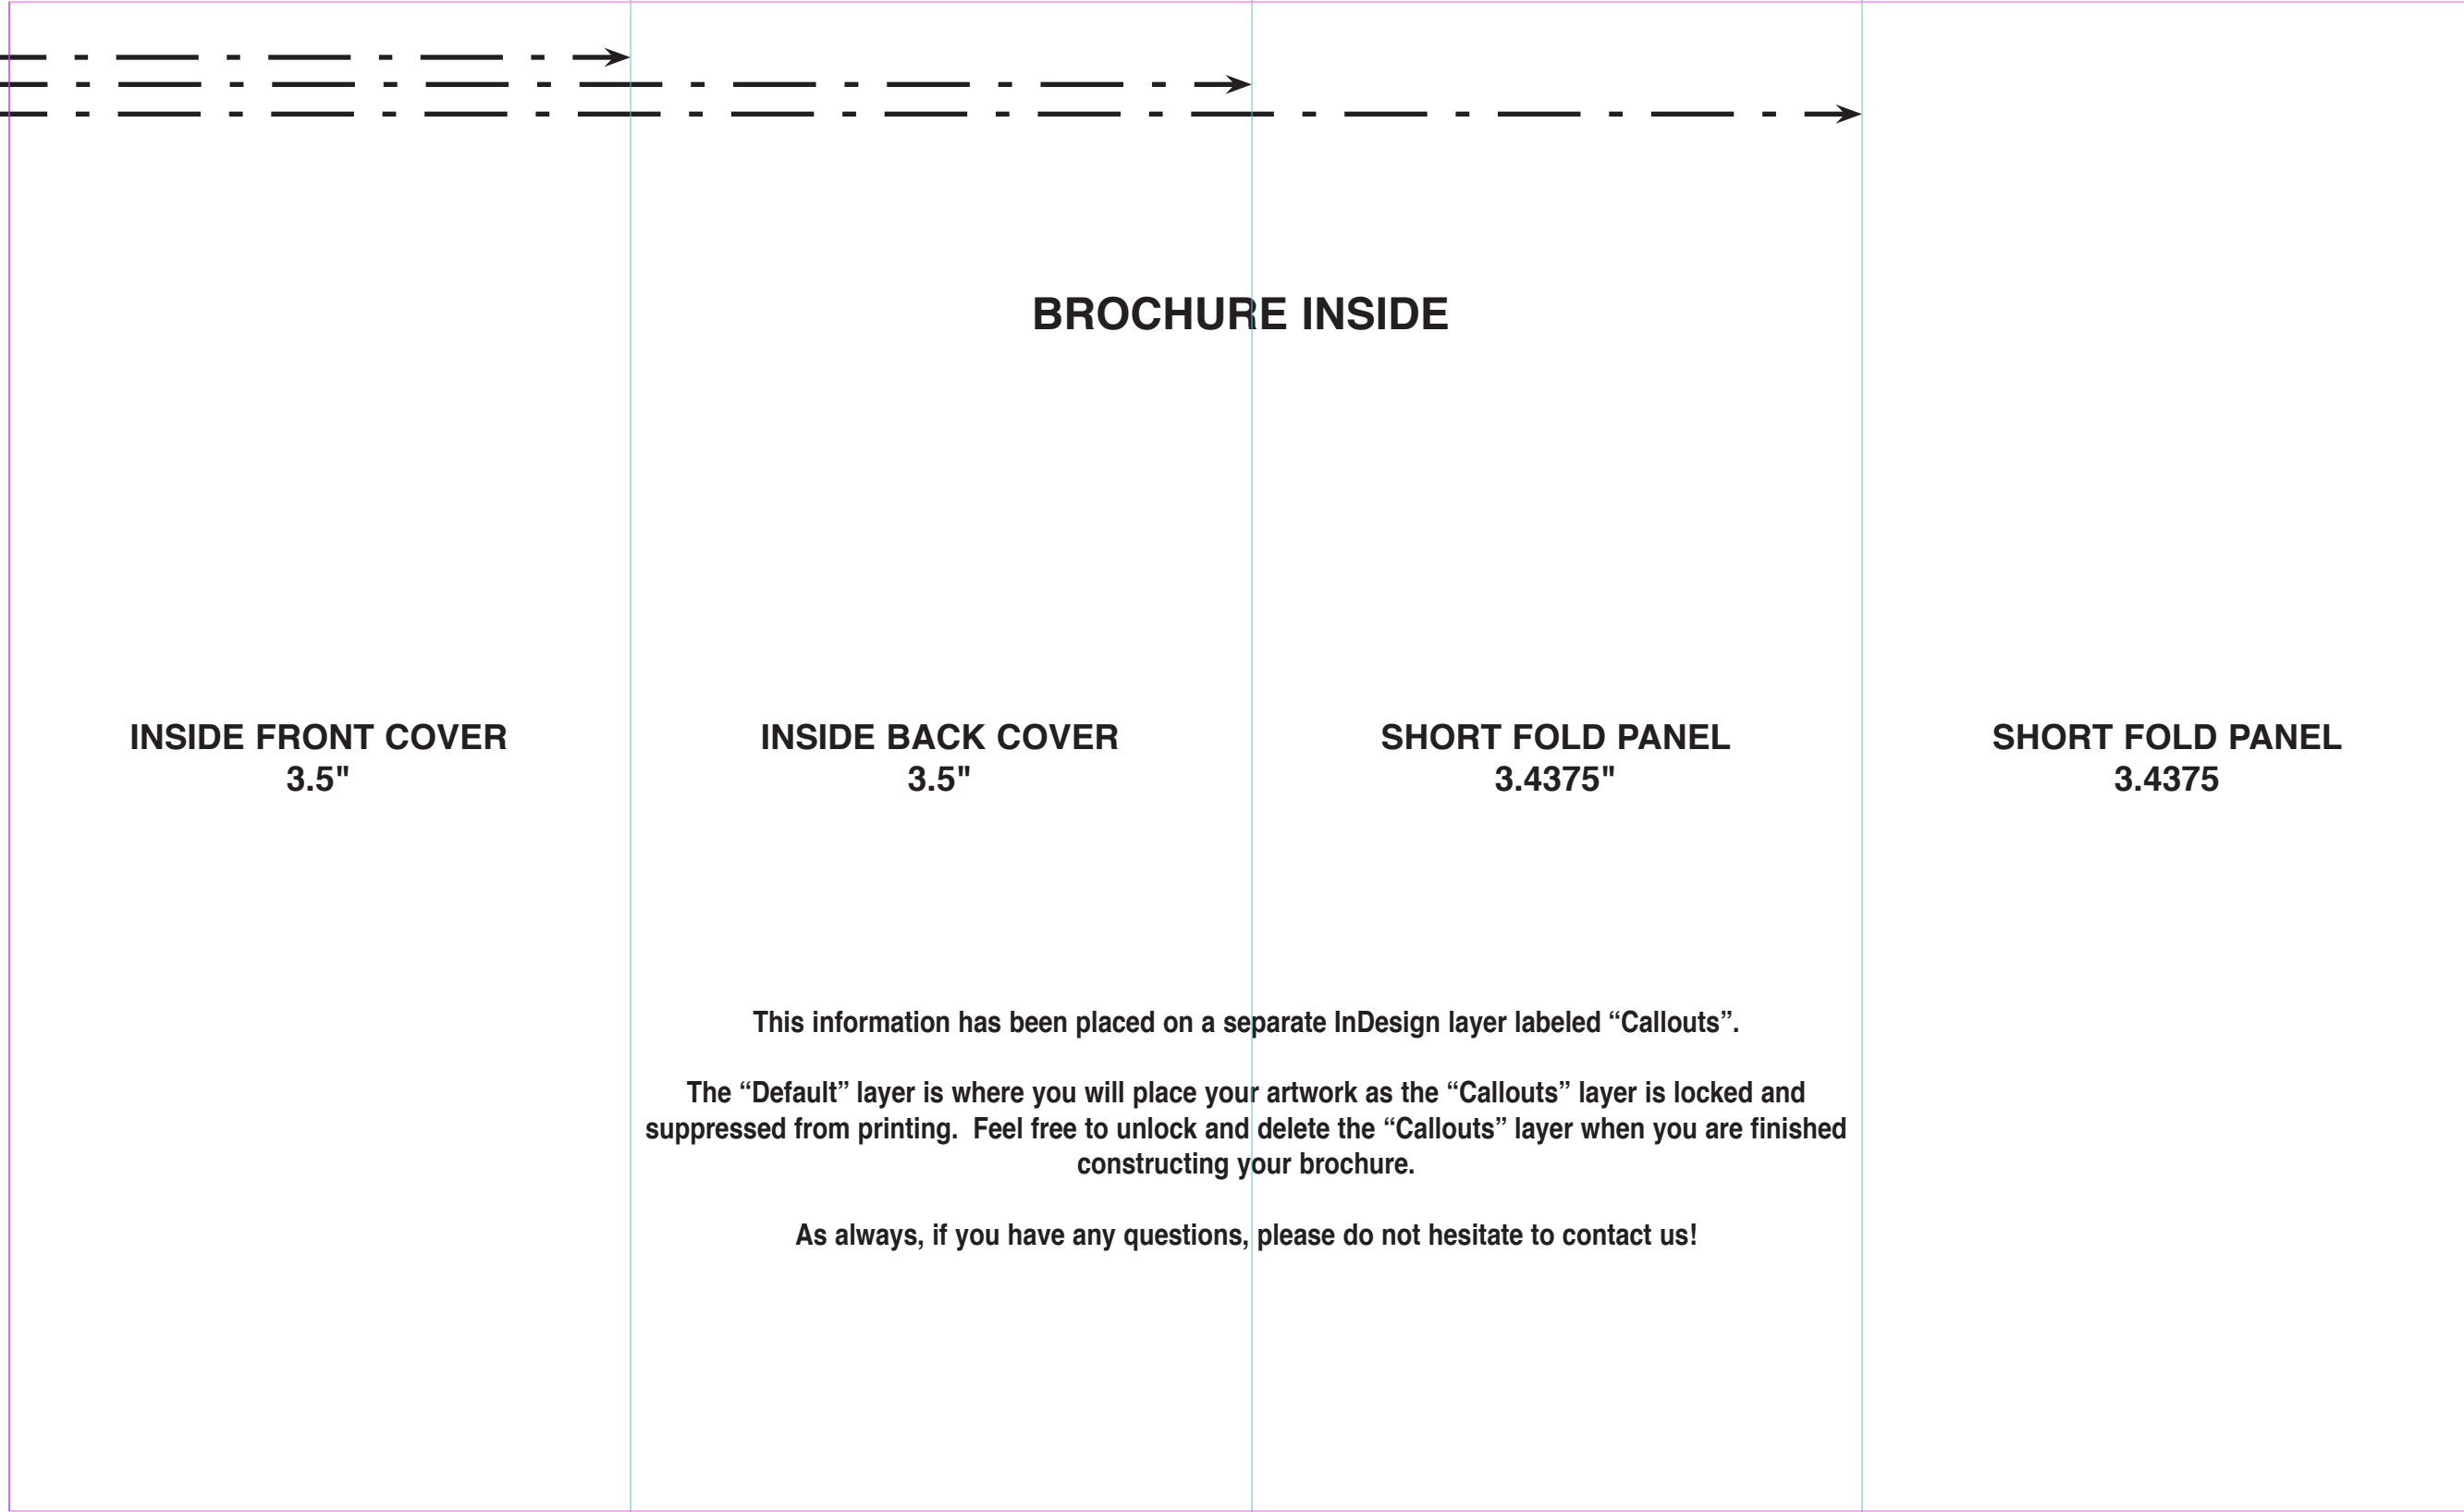 BROCHURE INSIDE
INSIDE FRONT COVER
3.5"
INSIDE BACK COVER
3.5"
SHORT FOLD PANEL
3.4375"
SHORT FOLD PANEL
3.4375
This information has been placed on a separate InDesign layer labeled “Callouts”.
The “Default” layer is where you will place your artwork as the “Callouts” layer is locked and
suppressed from printing.  Feel free to unlock and delete the “Callouts” layer when you are finished
constructing your brochure.
As always, if you have any questions, please do not hesitate to contact us!